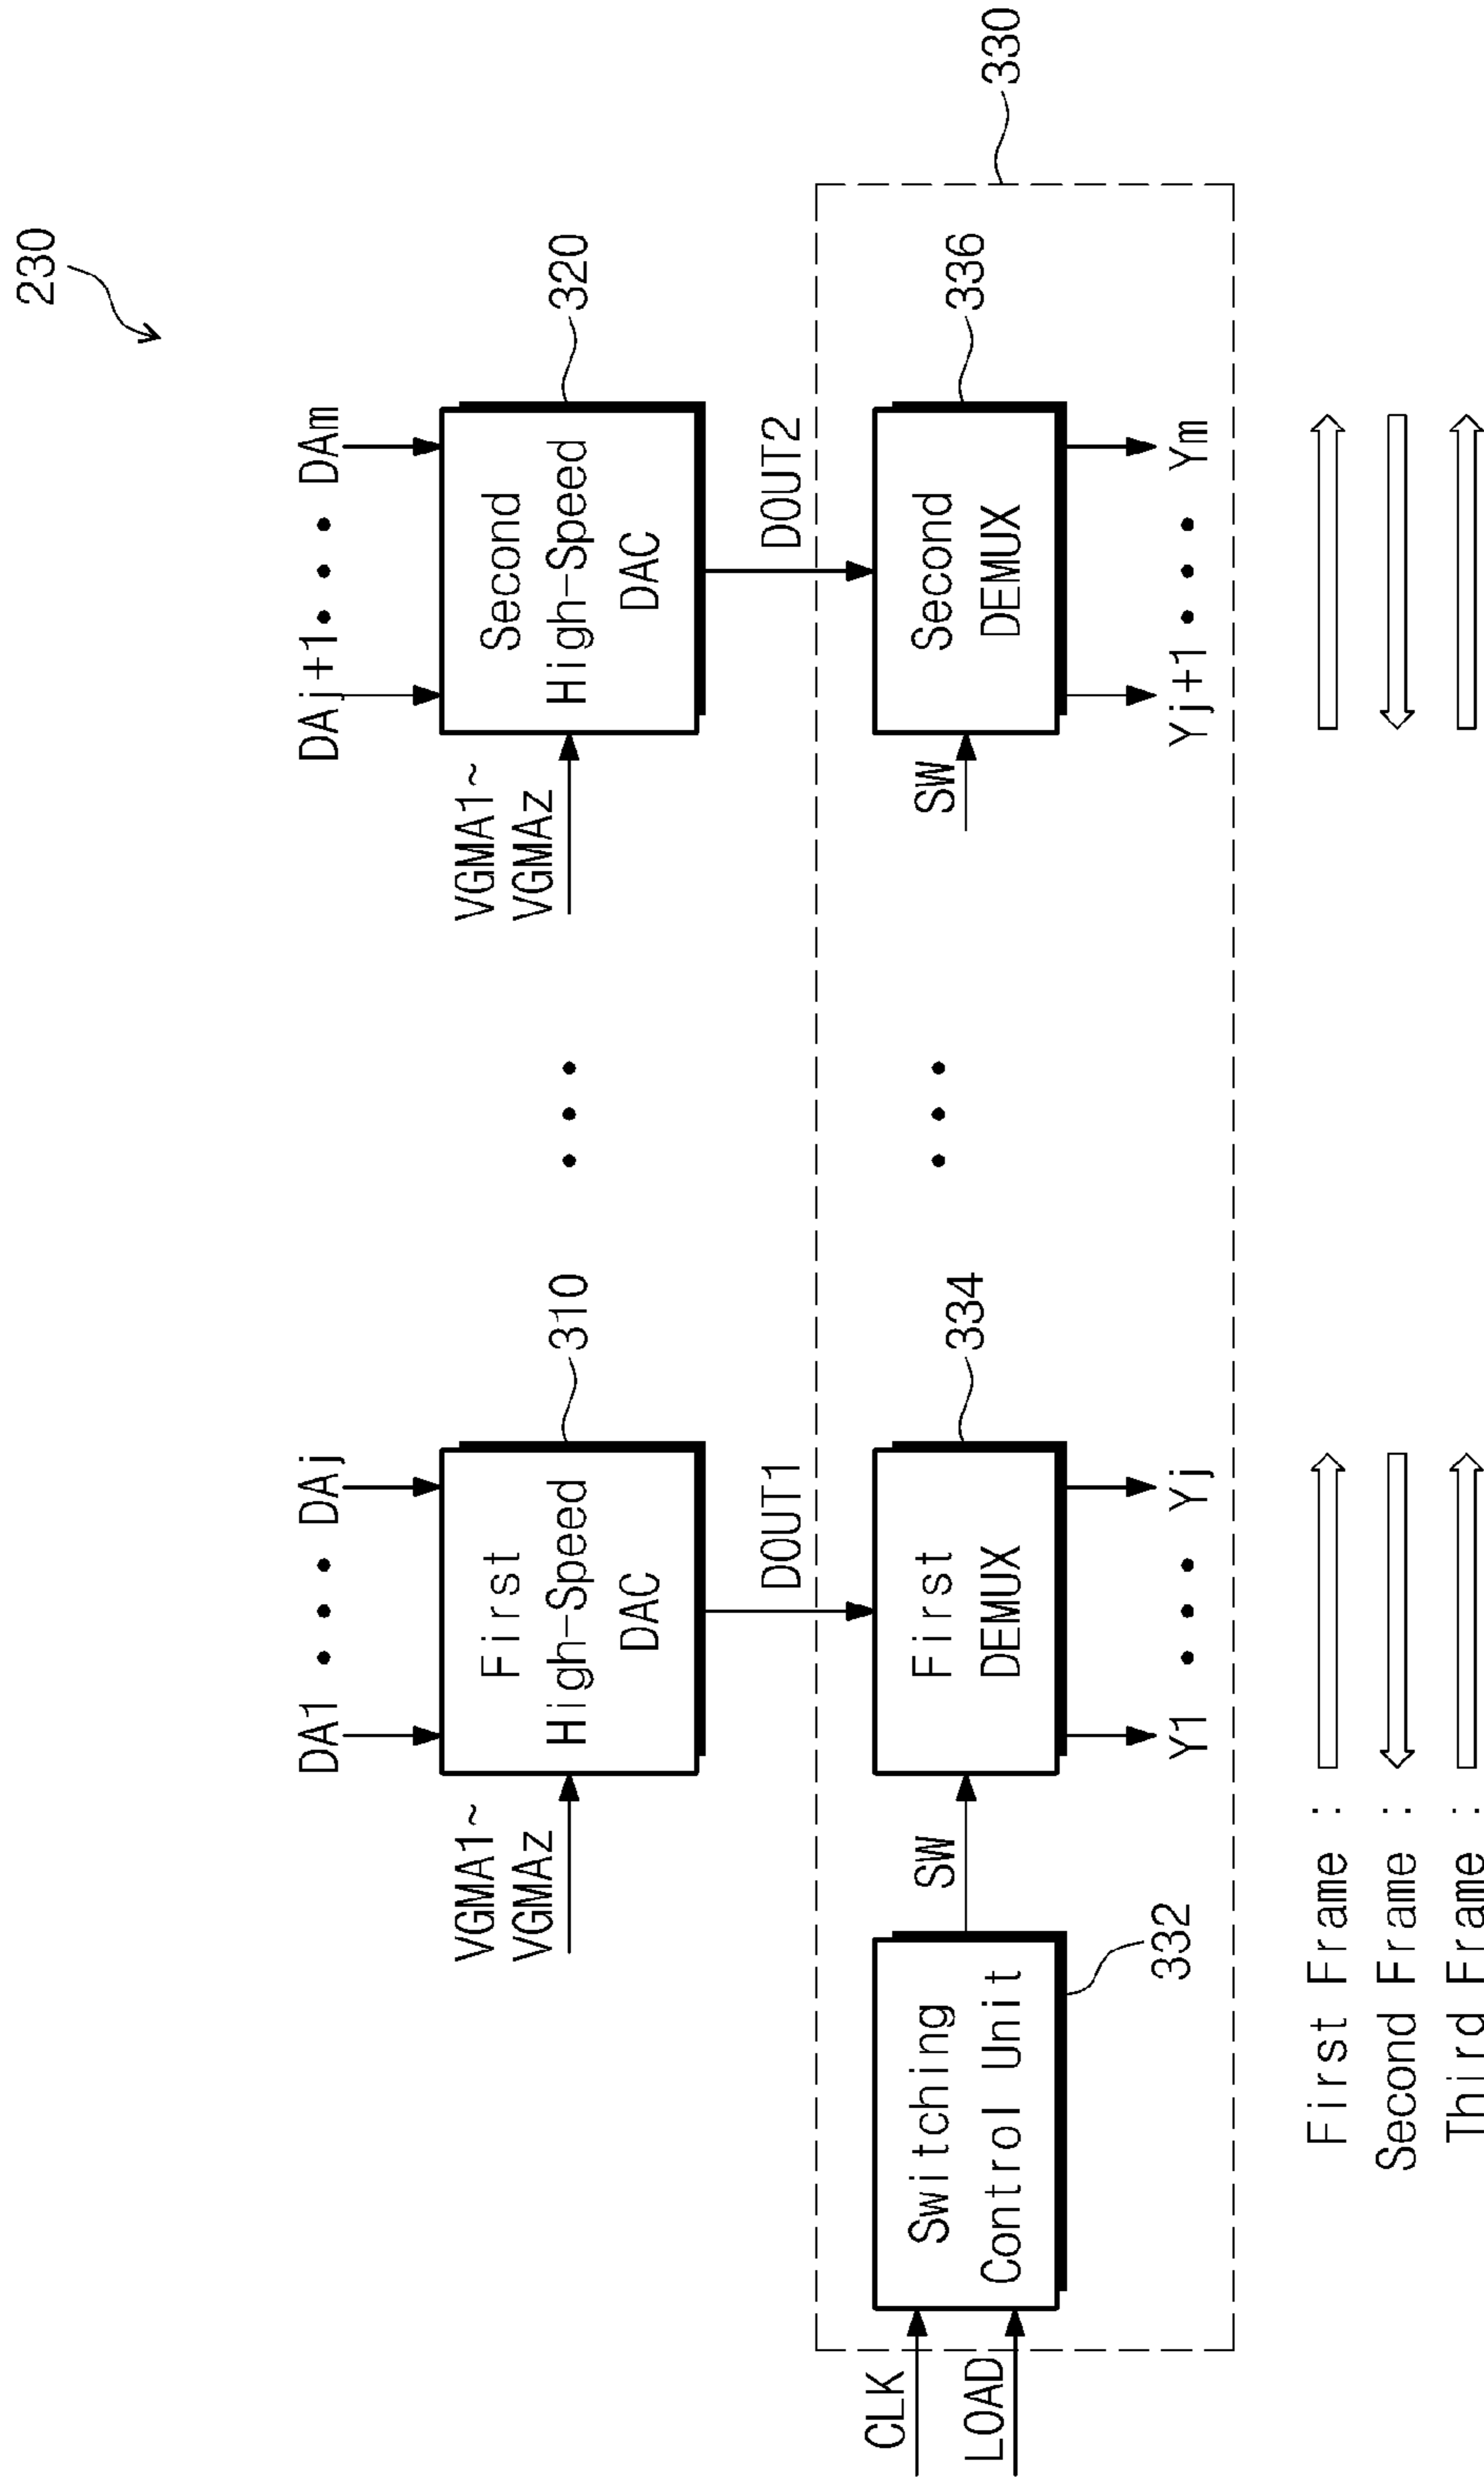 230
DA1
DAj
DAj+1
DAm
VGMA1~
VGMAz
First
High-Speed
DAC
310
VGMA1~
VGMAz
Second
High-Speed
DAC
320
DOUT1
DOUT2
330
CLK
LOAD
Switching
Control Unit
332
SW
First
DEMUX
334
SW
Second
DEMUX
336
Y1
Yj
Yj+1
Ym
First Frame :
Second Frame :
Third Frame :